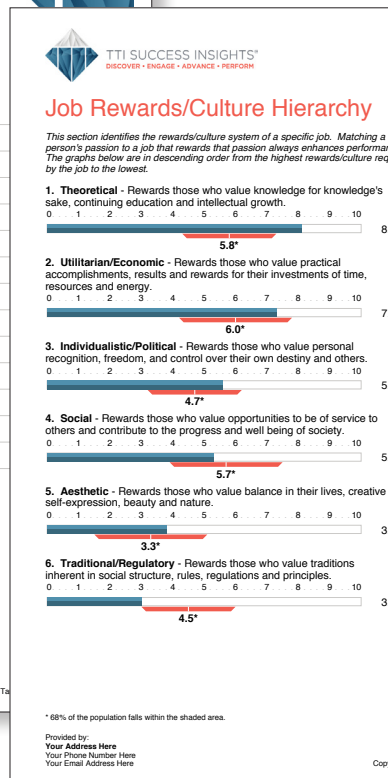 TTI SUCCESS INSIGHTS®
DISCOVER • ENGAGE • ADVANCE • PERFORM
Job Rewards/Culture Hierarchy
This section identifies the rewards/culture system of a specific job. Matching a
person's passion to a job that rewards that passion always enhances
The graphs below are in descending order from the highest rewards/culture
by the job to the lowest.
1. Theoretical - Rewards those who value knowledge for knowledge's
sake, continuing education and intellectual growth.
0 . . . 1 . . . 2 . . . 3 . . . 4 . . . 5 . . . 6 . . . 7 . . . 8 . . . 9 . . . 10
8
5.8*
2. Utilitarian/Economic - Rewards those who value practical
accomplishments, results and rewards for their investments of time,
resources and energy.
0 . . . 1 . . . 2 . . . 3 . . . 4 . . . 5 . . . 6 . . . 7 . . . 8 . . . 9 . . . 10
7
6.0*
3. Individualistic/Political - Rewards those who value personal
recognition, freedom, and control over their own destiny and others.
0 . . . 1 . . . 2 . . . 3 . . . 4 . . . 5 . . . 6 . . . 7 . . . 8 . . . 9 . . . 10
5
4.7*
4. Social - Rewards those who value opportunities to be of service to
others and contribute to the progress and well being of society.
0 . . . 1 . . . 2 . . . 3 . . . 4 . . . 5 . . . 6 . . . 7 . . . 8 . . . 9 . . . 10
5
5.7*
5. Aesthetic - Rewards those who value balance in their lives, creative
self-expression, beauty and nature.
0 . . . 1 . . . 2 . . . 3 . . . 4 . . . 5 . . . 6 . . . 7 . . . 8 . . . 9 . . . 10
3
3.3*
6. Traditional/Regulatory - Rewards those who value traditions
inherent in social structure, rules, regulations and principles.
0 . . . 1 . . . 2 . . . 3 . . . 4 . . . 5 . . . 6 . . . 7 . . . 8 . . . 9 . . . 10
3
4.5*
Ta
* 68% of the population falls within the shaded area.
Provided by:
Your Address Here
Your Phone Number Here
Your Email Address Here
Cop